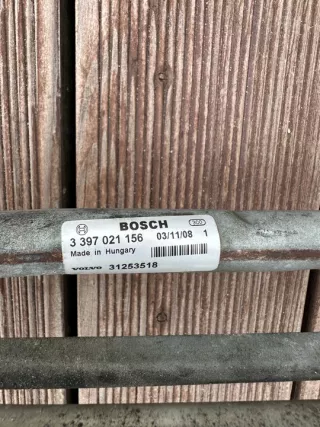 BOSCH
3 397 021 156 03/11/08 1
Made in Hungary
VOLVO 31253518